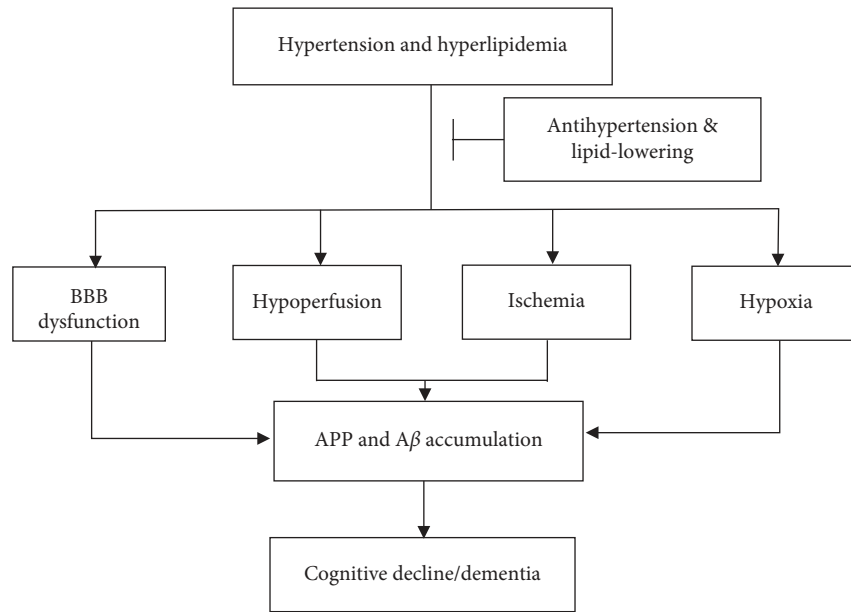 Hypertension and hyperlipidemia
Antihypertension &
lipid-lowering
BBB
dysfunction
Hypoperfusion
Ischemia
Hypoxia
APP and Aβ accumulation
Cognitive decline/dementia